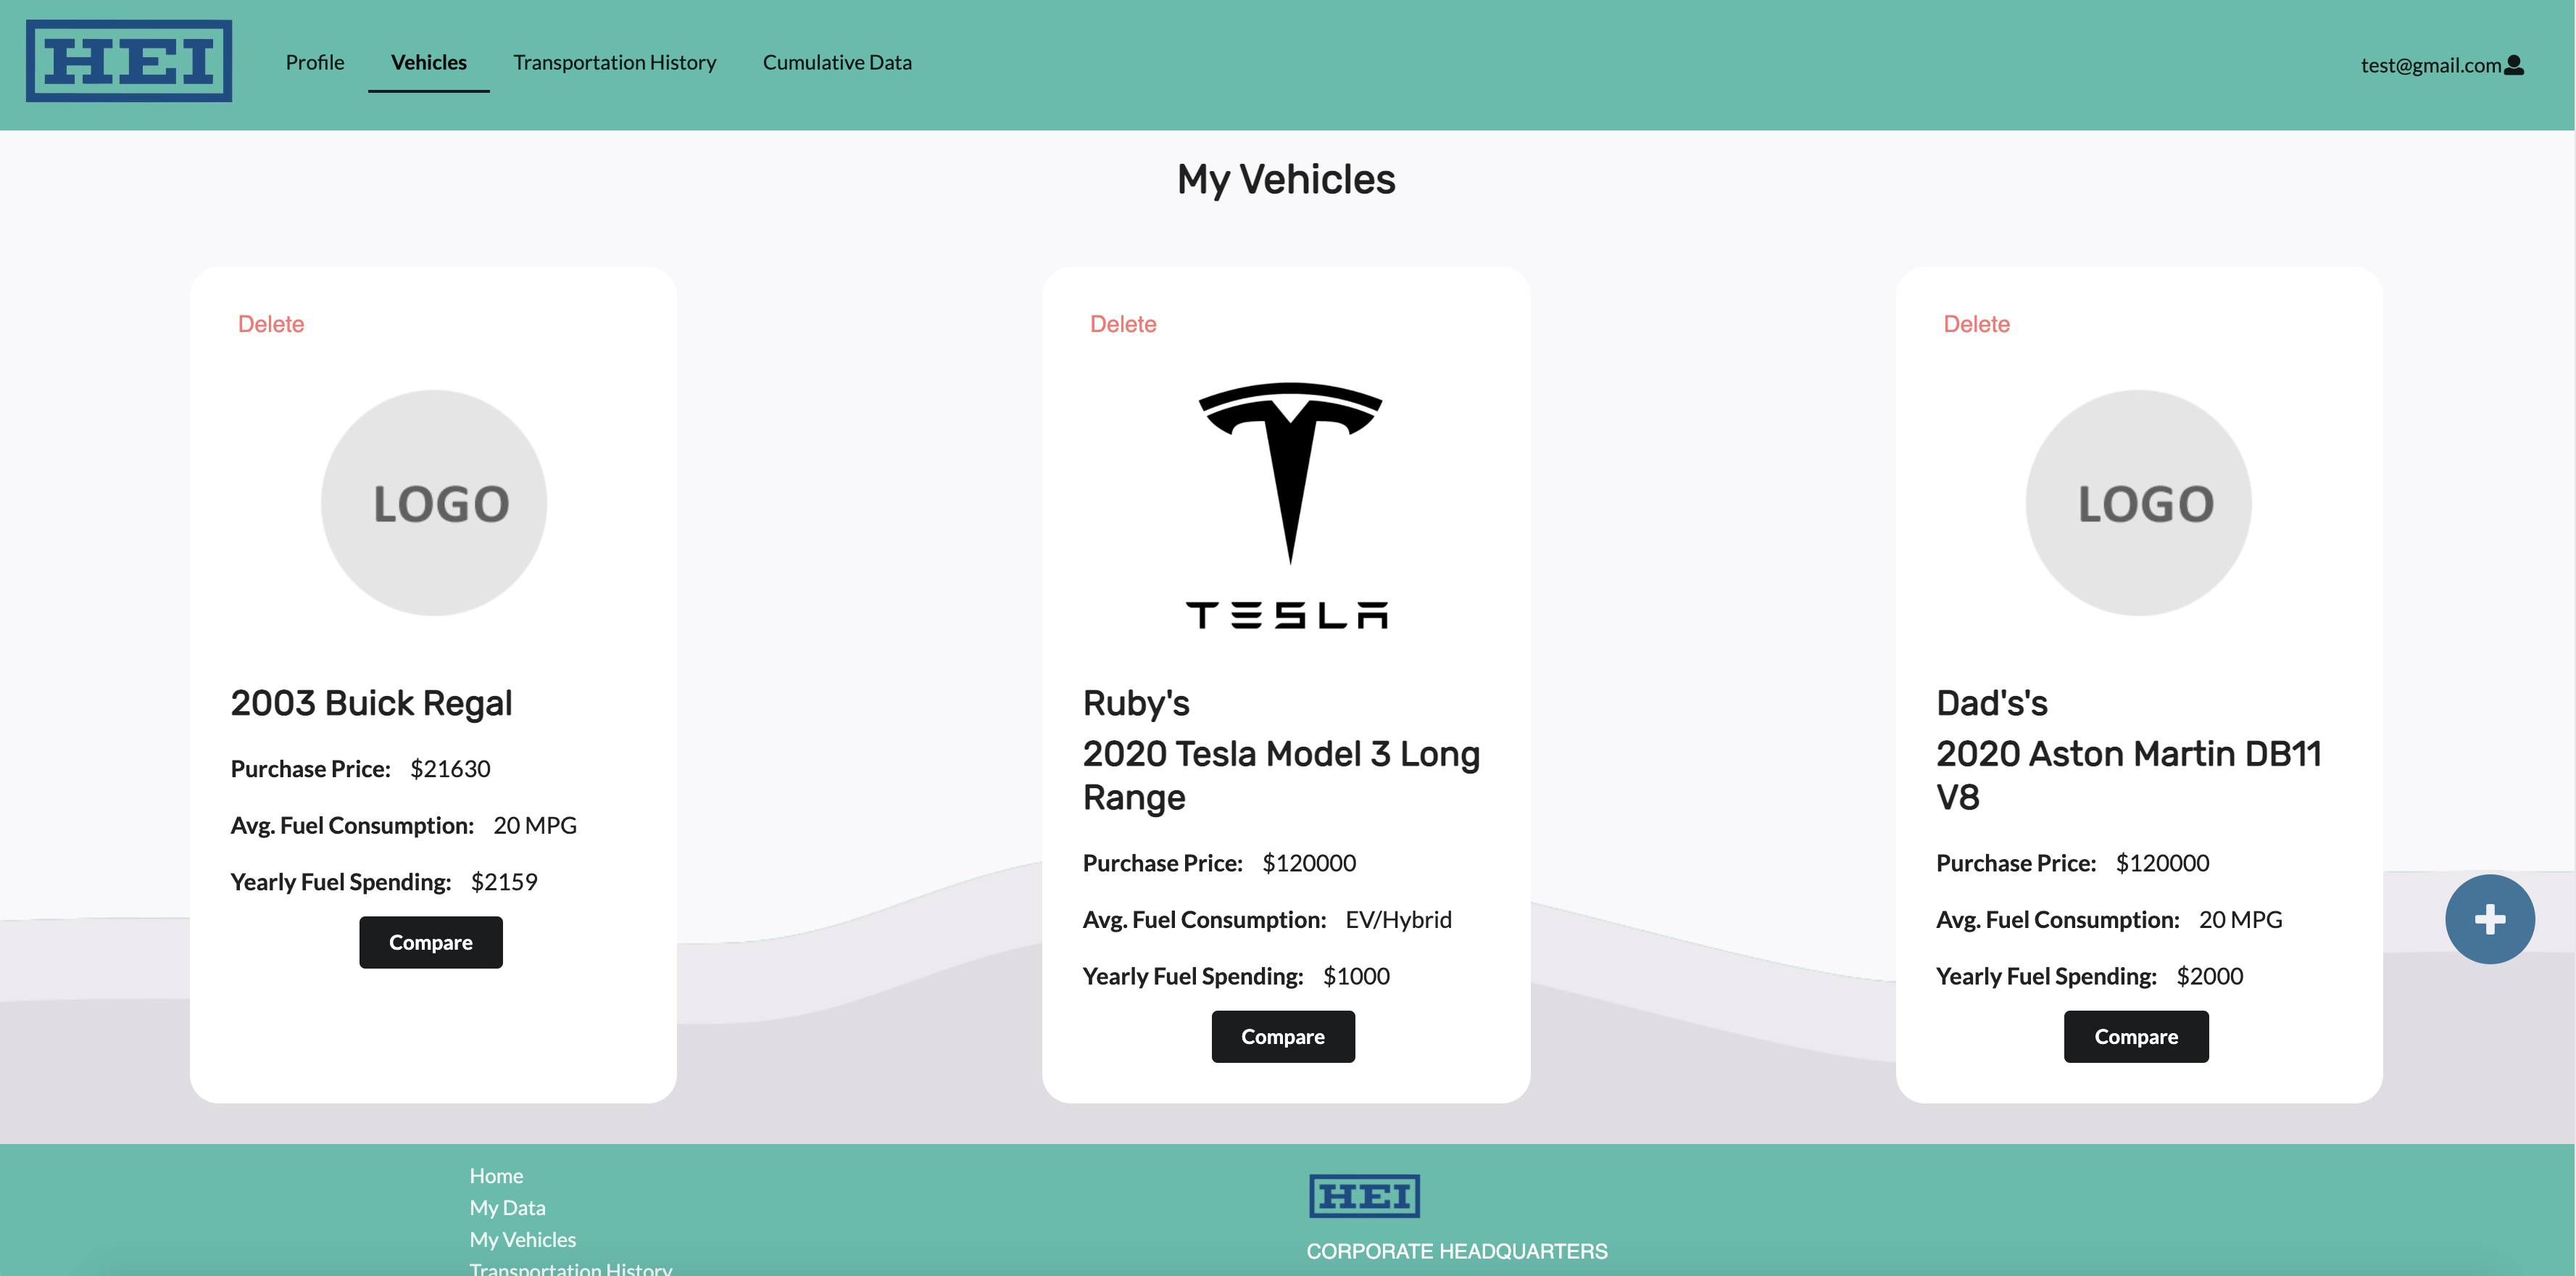 HEI
Profile Vehicles Transportation History Cumulative Data
test@gmail.com
My Vehicles
Delete
LOGO
2003 Buick Regal
Purchase Price: $21630
Avg. Fuel Consumption: 20 MPG
Yearly Fuel Spending: $2159
Compare
Delete
TESLA
Ruby's
2020 Tesla Model 3 Long
Range
Purchase Price: $120000
Avg. Fuel Consumption: EV/Hybrid
Yearly Fuel Spending: $1000
Compare
Delete
LOGO
Dad's's
2020 Aston Martin DB11
V8
Purchase Price: $120000
Avg. Fuel Consumption: 20 MPG
Yearly Fuel Spending: $2000
Compare
Home
My Data
My Vehicles
Transportation History
HEI
CORPORATE HEADQUARTERS